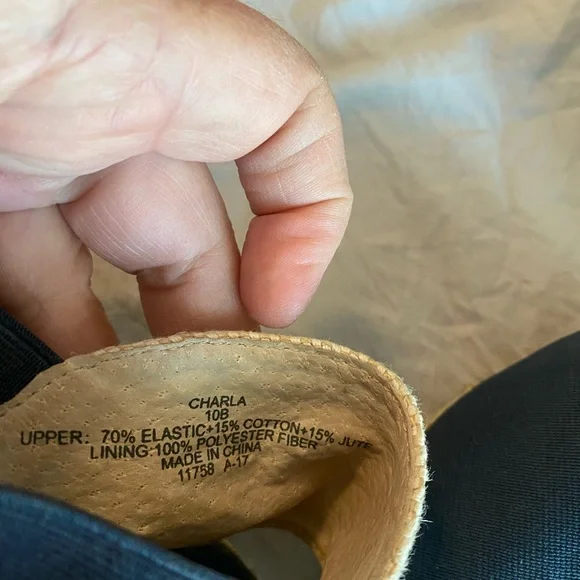 CHARLA
10B
UPPER: 70% ELASTIC+15% COTTON+15% JUTE
LINING:100% POLYESTER FIBER
MADE IN CHINA
11758 A-17